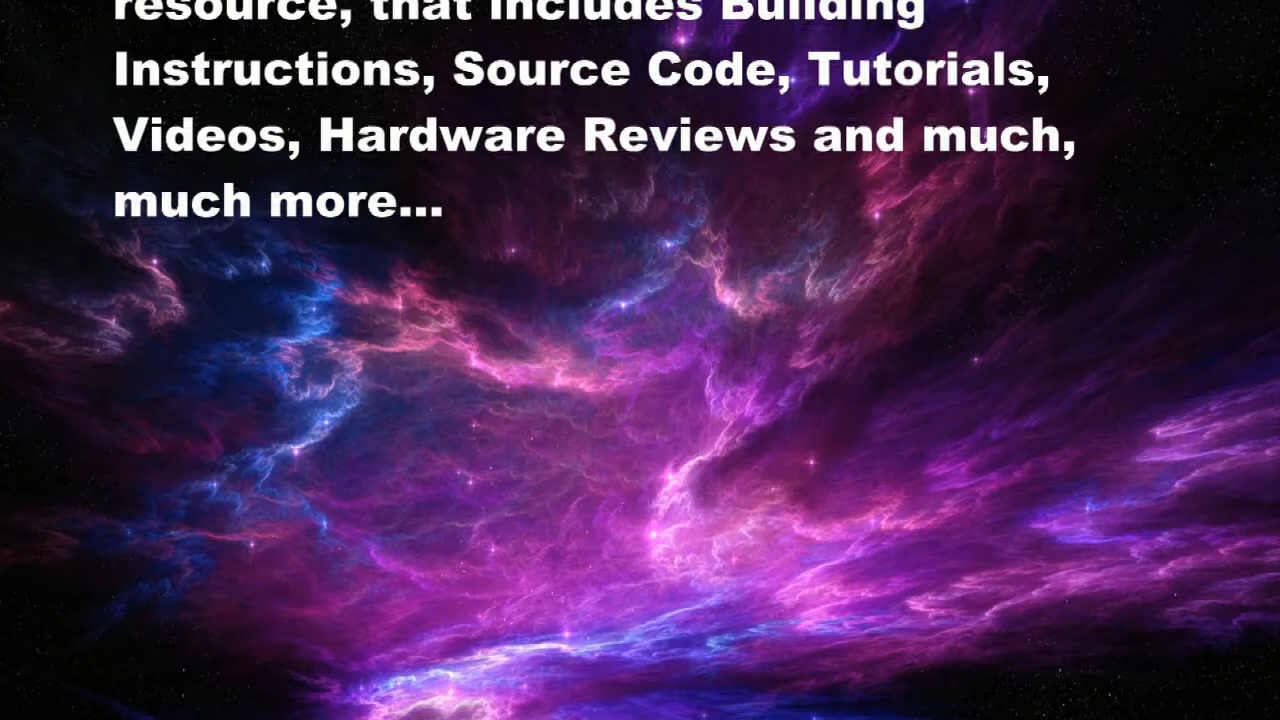 resource, that includes Building
Instructions, Source Code, Tutorials,
Videos, Hardware Reviews and much,
much more...